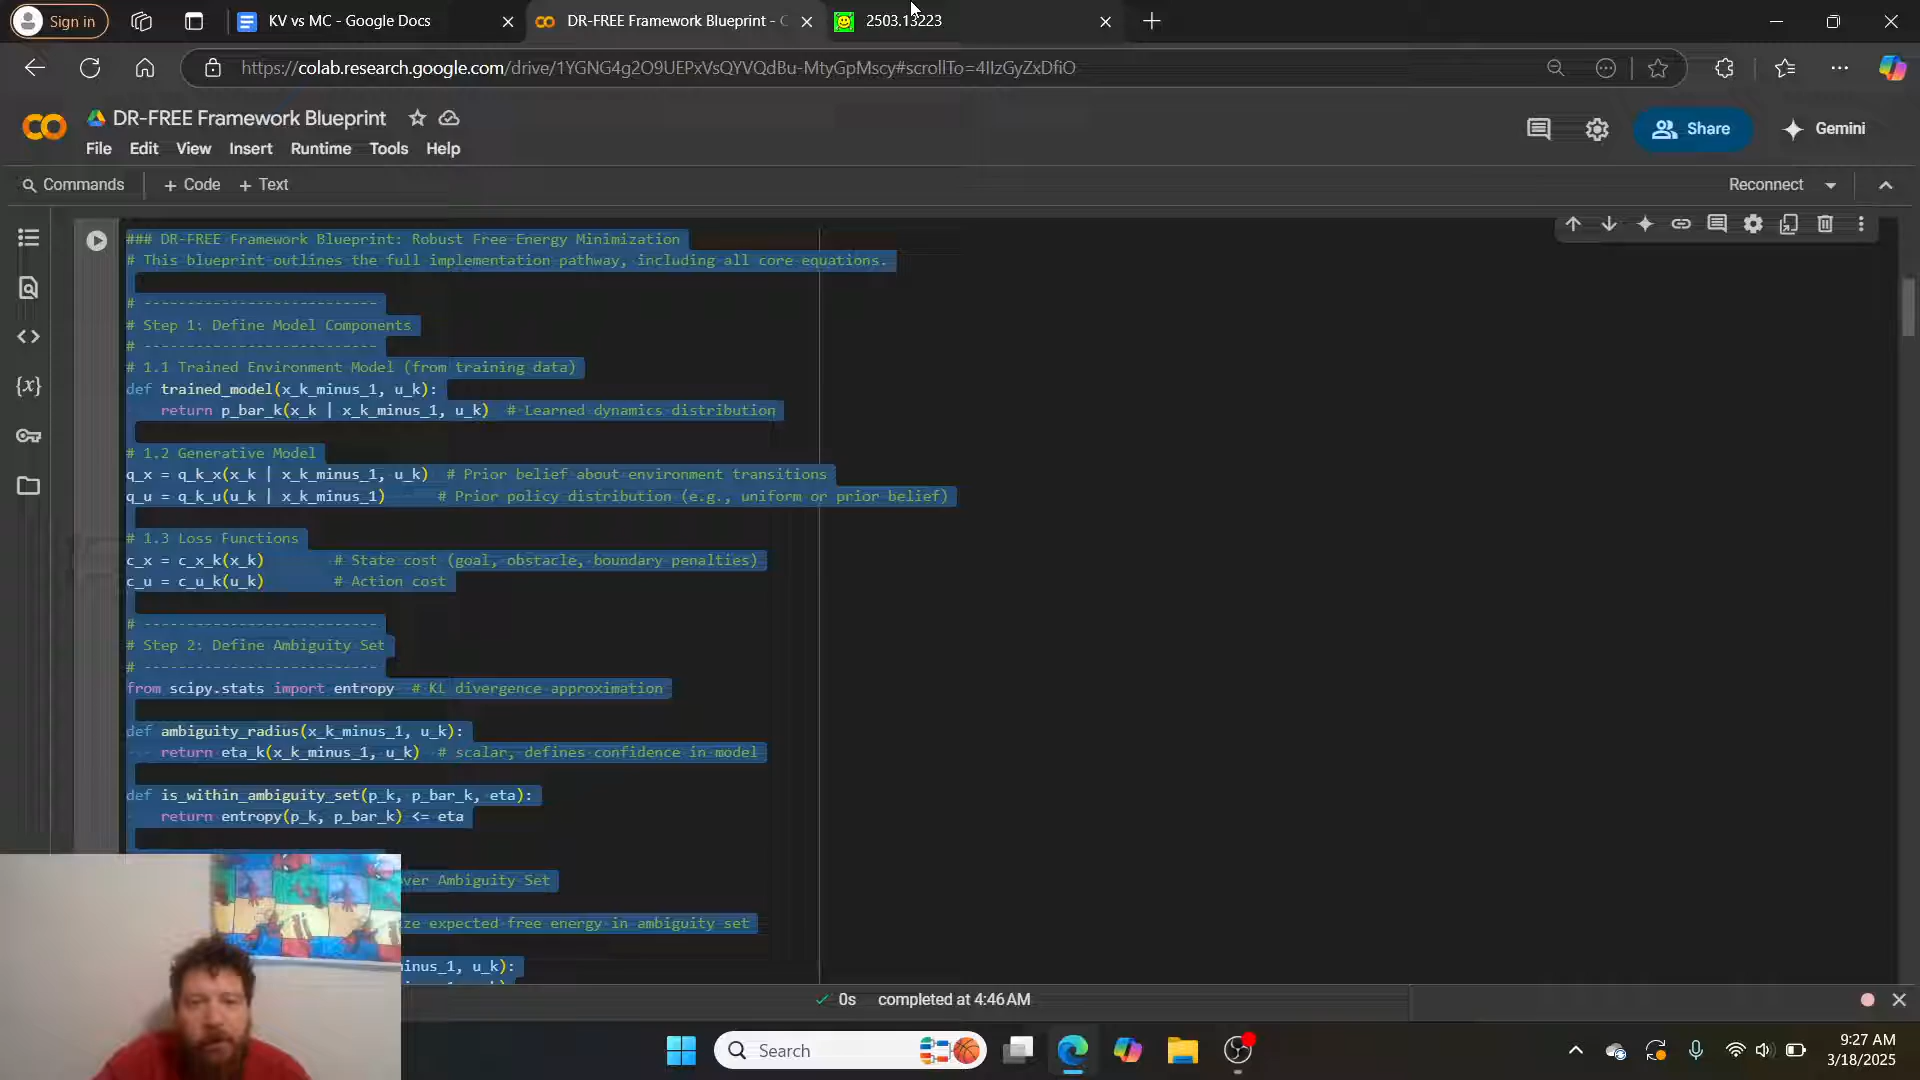 Sign in
KV vs MC - Google Docs
DR-FREE Framework Blueprint - C
2503.13223
https://colab.research.google.com/drive/1YGNG4g2O9UEPxVsQYVQdBu-MtyGpMscy#scrollTo=4IIzGyZxDfiO
DR-FREE Framework Blueprint
Share
Gemini
File Edit View Insert Runtime Tools Help
Commands + Code + Text
Reconnect
### DR-FREE Framework Blueprint: Robust Free Energy Minimization
# This blueprint outlines the full implementation pathway, including all core equations.
# ---------------------------
# Step 1: Define Model Components
# ---------------------------
# 1.1 Trained Environment Model (from training data)
def trained_model(x_k_minus_1, u_k):
return p_bar_k(x_k | x_k_minus_1, u_k) # Learned dynamics distribution
# 1.2 Generative Model
q_x = q_k_x(x_k | x_k_minus_1, u_k) # Prior belief about environment transitions
q_u = q_k_u(u_k | x_k_minus_1) # Prior policy distribution (e.g., uniform or prior belief)
# 1.3 Loss Functions
c_x = c_x_k(x_k) # State cost (goal, obstacle, boundary penalties)
c_u = c_u_k(u_k) # Action cost
# ---------------------------
# Step 2: Define Ambiguity Set
# ---------------------------
from scipy.stats import entropy # KL divergence approximation
def ambiguity_radius(x_k_minus_1, u_k):
return eta_k(x_k_minus_1, u_k) # scalar, defines confidence in model
def is_within_ambiguity_set(p_k, p_bar_k, eta):
return entropy(p_k, p_bar_k) <= eta
ver Ambiguity Set
ze expected free energy in ambiguity set
inus_1, u_k):
0s completed at 4:46 AM
Search
9:27 AM
3/18/2025